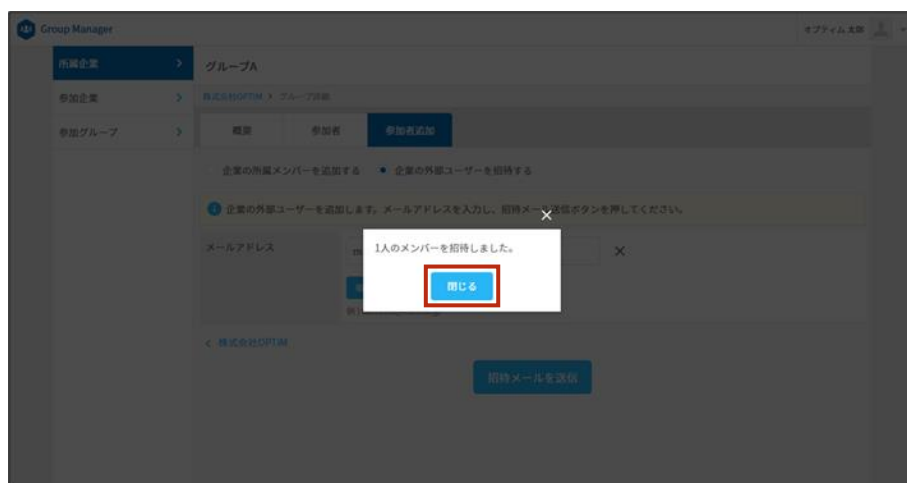 Group Manager
オプティム 太郎
所属企業
グループA
参加企業
株式会社OPTiM > グループ詳細
参加グループ
概要
参加者
参加者追加
企業の所属メンバーを追加する
企業の外部ユーザーを招待する
企業の外部ユーザーを追加します。メールアドレスを入力し、招待メール送信ボタンを押してください。
メールアドレス
1人のメンバーを招待しました。
閉じる
株式会社OPTiM
招待メールを送信